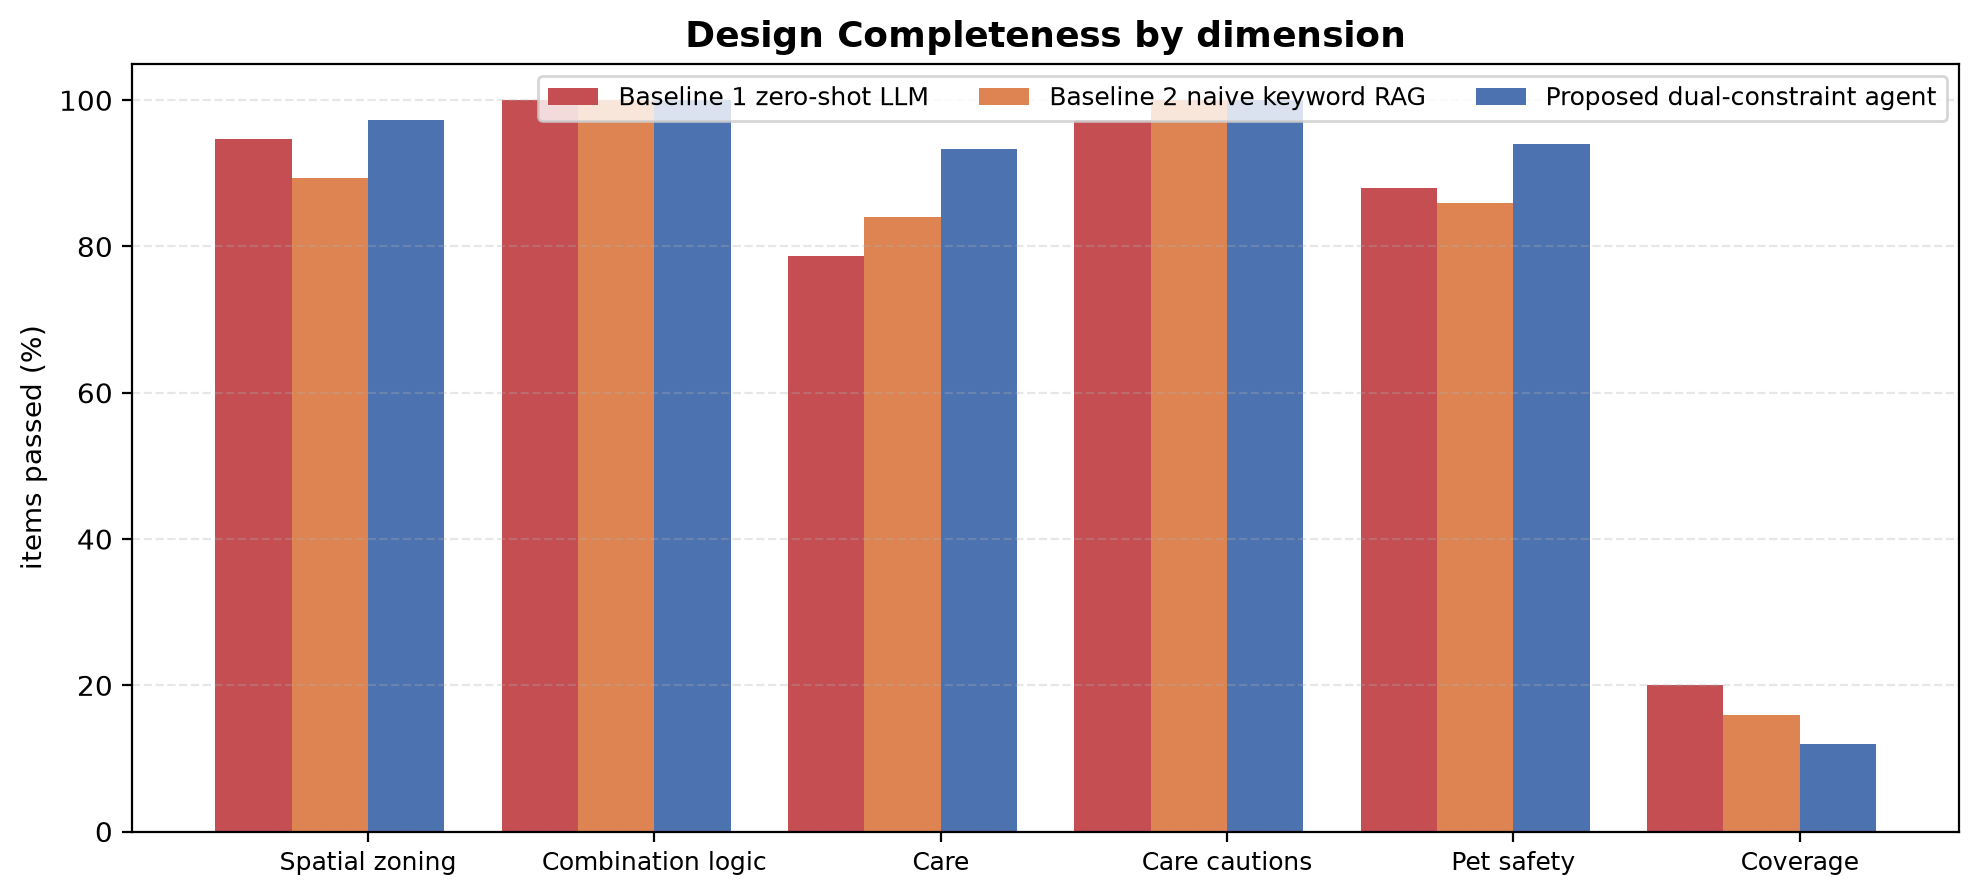 Design Completeness by dimension
Baseline 1 zero-shot LLM
Baseline 2 naive keyword RAG
Proposed dual-constraint agent
items passed (%)
100
80
60
40
20
0
Spatial zoning
Combination logic
Care
Care cautions
Pet safety
Coverage